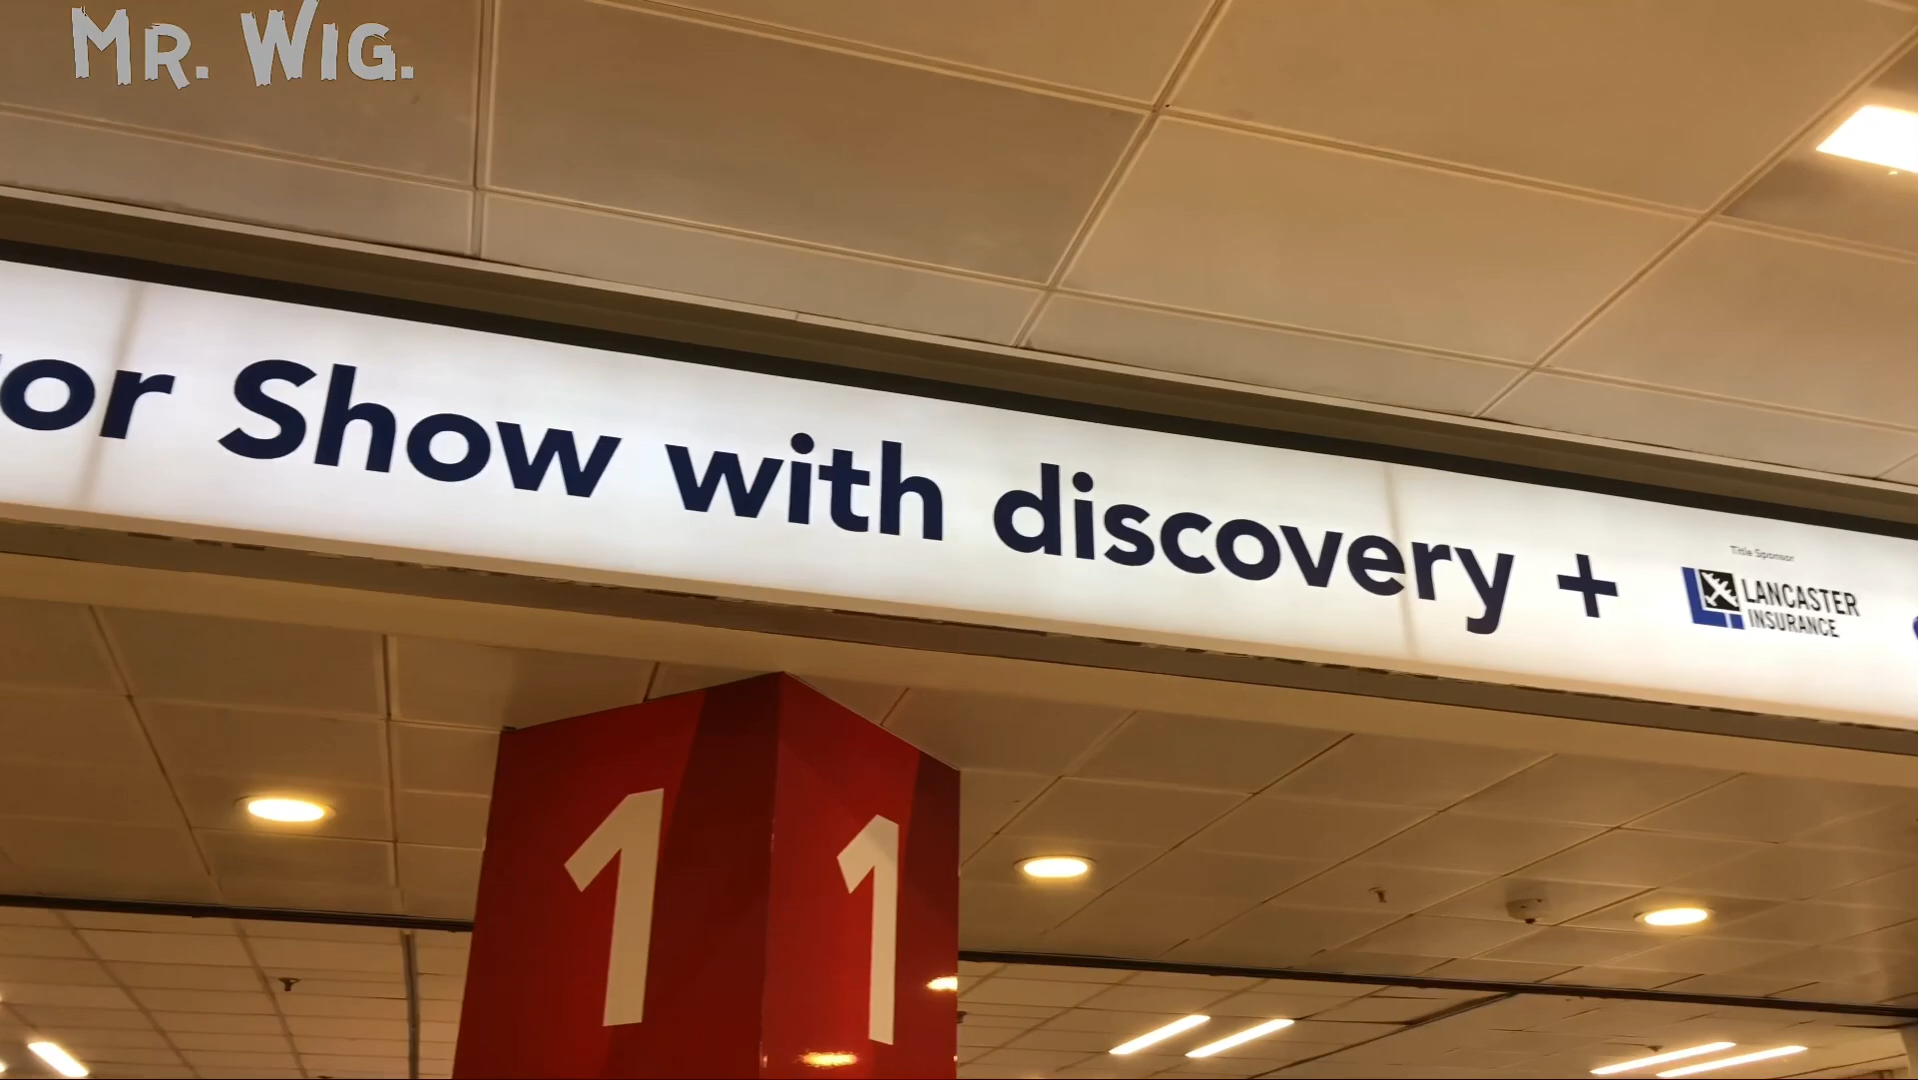 MR. WIG.
or Show with discovery +
Title Sponsor
LANCASTER
INSURANCE
1
1